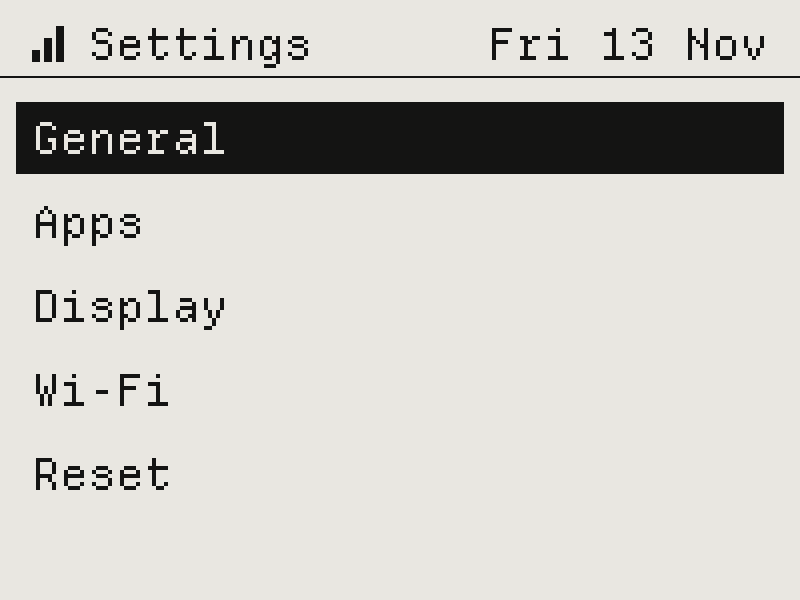 Settings Fri 13 Nov
General
Apps
Display
Wi-Fi
Reset